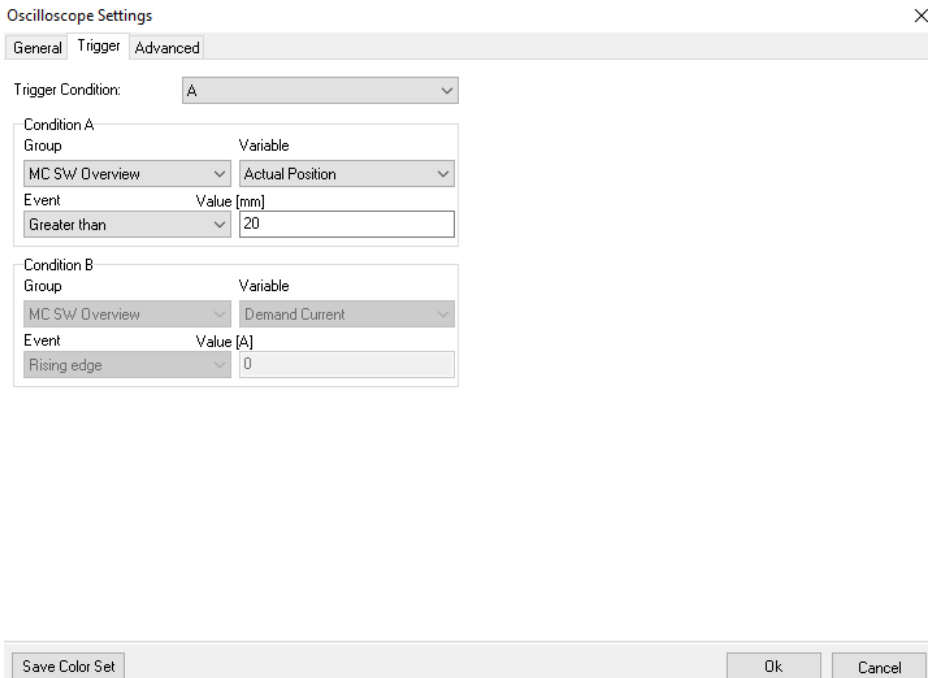 Oscilloscope Settings
General Trigger Advanced
Trigger Condition: A
Condition A
Group Variable
MC SW Overview Actual Position
Event Value [mm]
Greater than 20
Condition B
Group Variable
MC SW Overview Demand Current
Event Value [A]
Rising edge 0
Save Color Set Ok Cancel